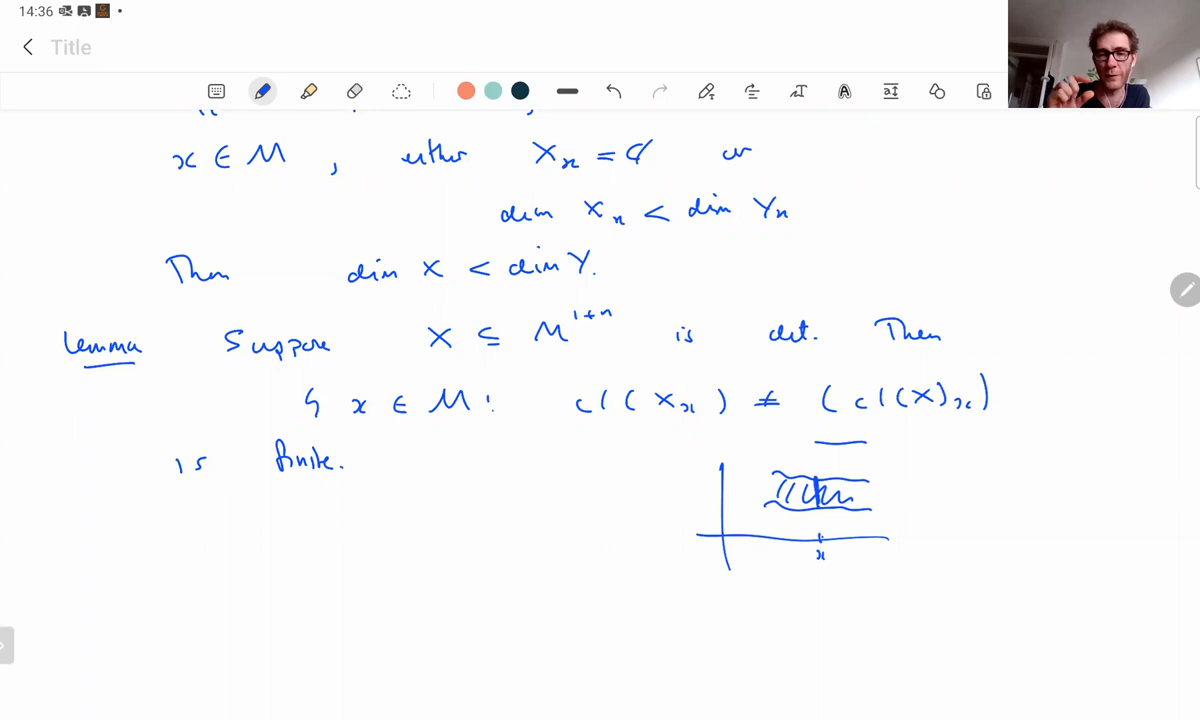 14:36
Title
x ∈ M , either X_x = ∅ or
dim X_x < dim Y_x
Then dim X < dim Y.
Lemma Suppose X ⊆ M^{1+n} is def. Then
{ x ∈ M : cl(X_x) ≠ (cl(X)_x)
is finite.
x